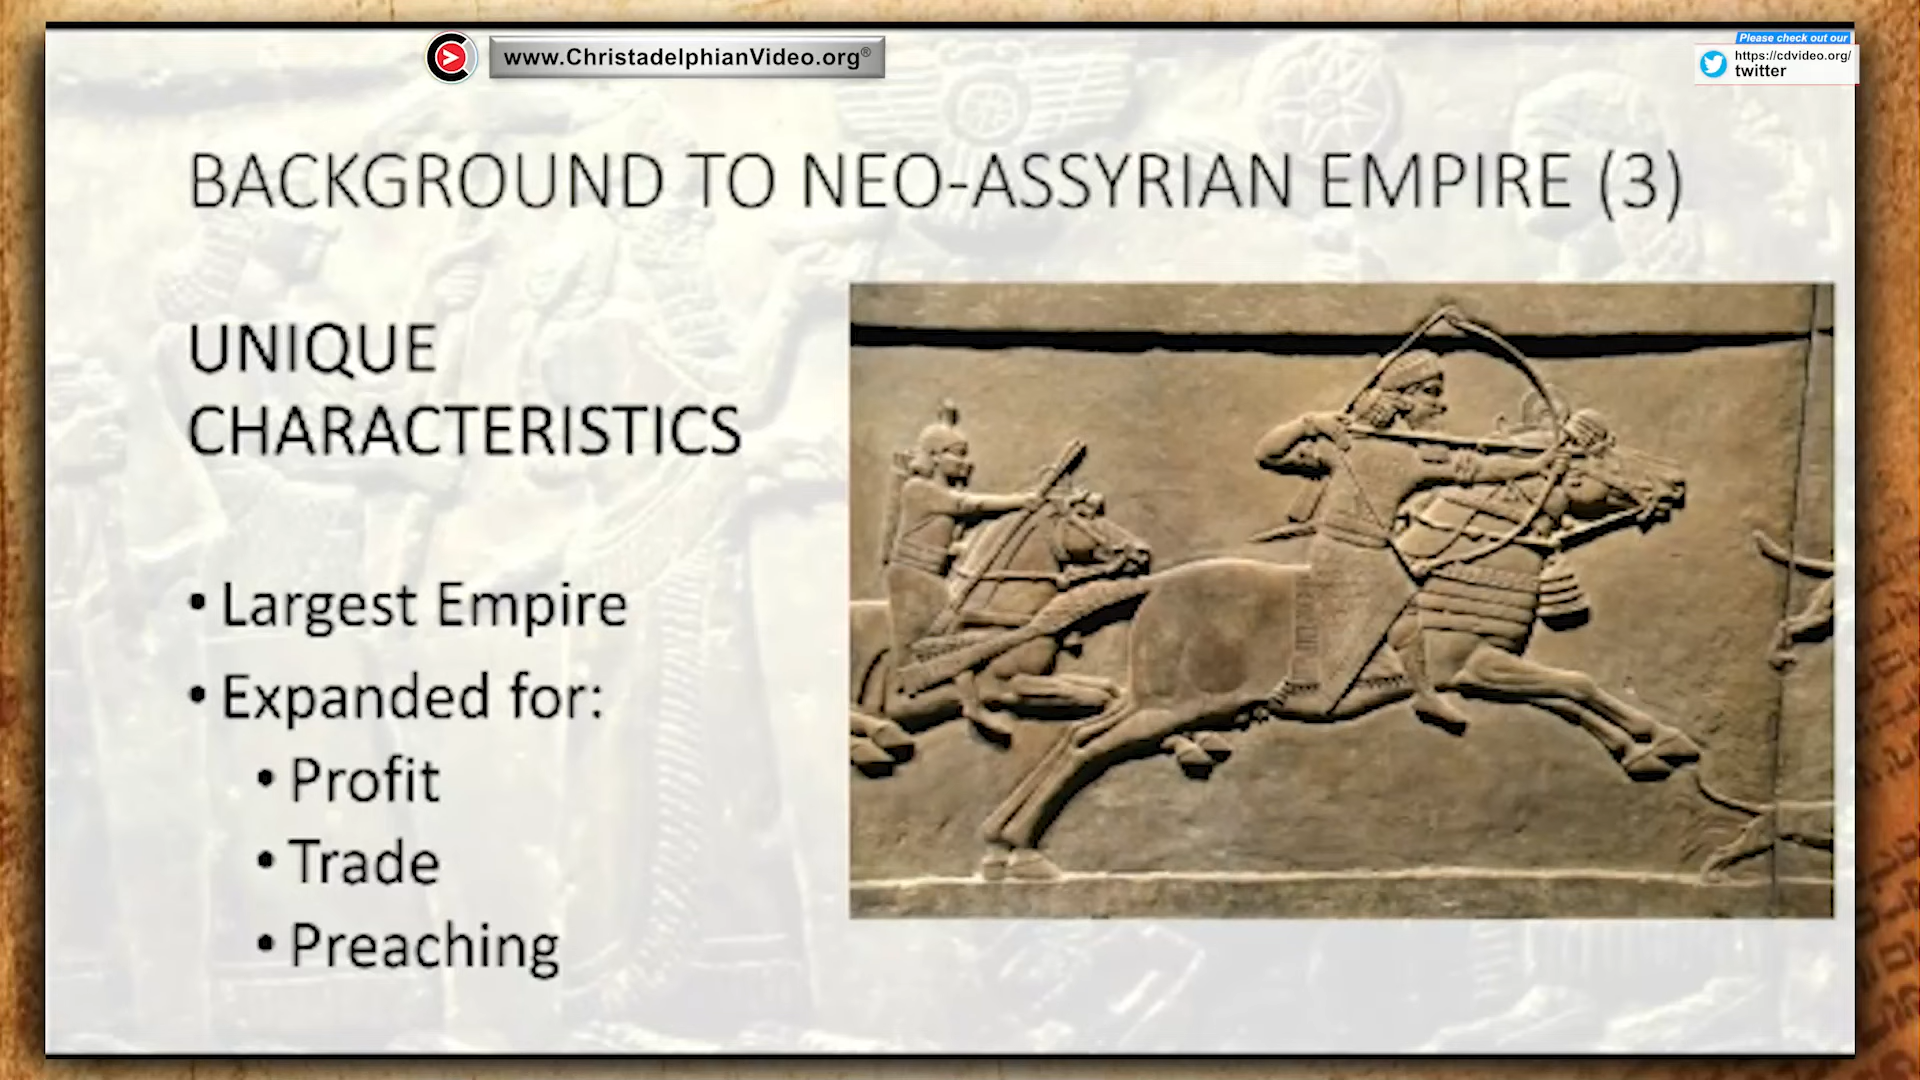 www.ChristadelphianVideo.org®
Please check out our
https://cdvideo.org/
twitter
BACKGROUND TO NEO-ASSYRIAN EMPIRE (3)
UNIQUE
CHARACTERISTICS
• Largest Empire
• Expanded for:
• Profit
• Trade
• Preaching